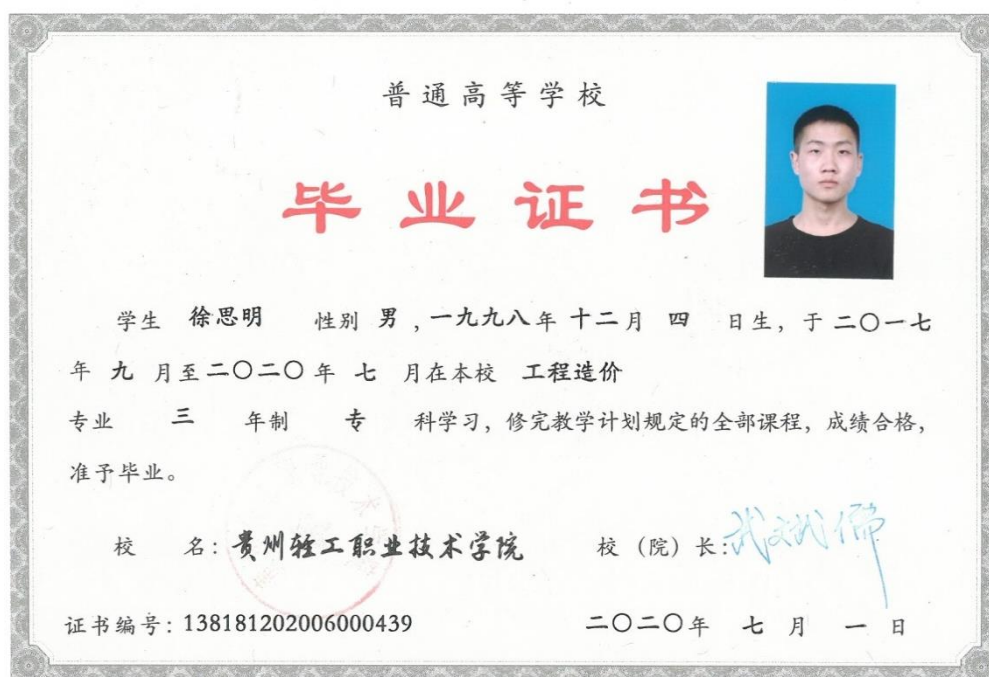 普通高等学校
毕业证书
学生 徐思明 性别 男，一九九八年 十二月 四 日生，于 二〇一七
年 九 月至二〇二〇年 七 月在本校 工程造价
专业 三 年制 专 科学习，修完教学计划规定的全部课程，成绩合格，
准予毕业。
校 名：贵州轻工职业技术学院 校（院）长：
证书编号：138181202006000439 二〇二〇年 七 月 一 日